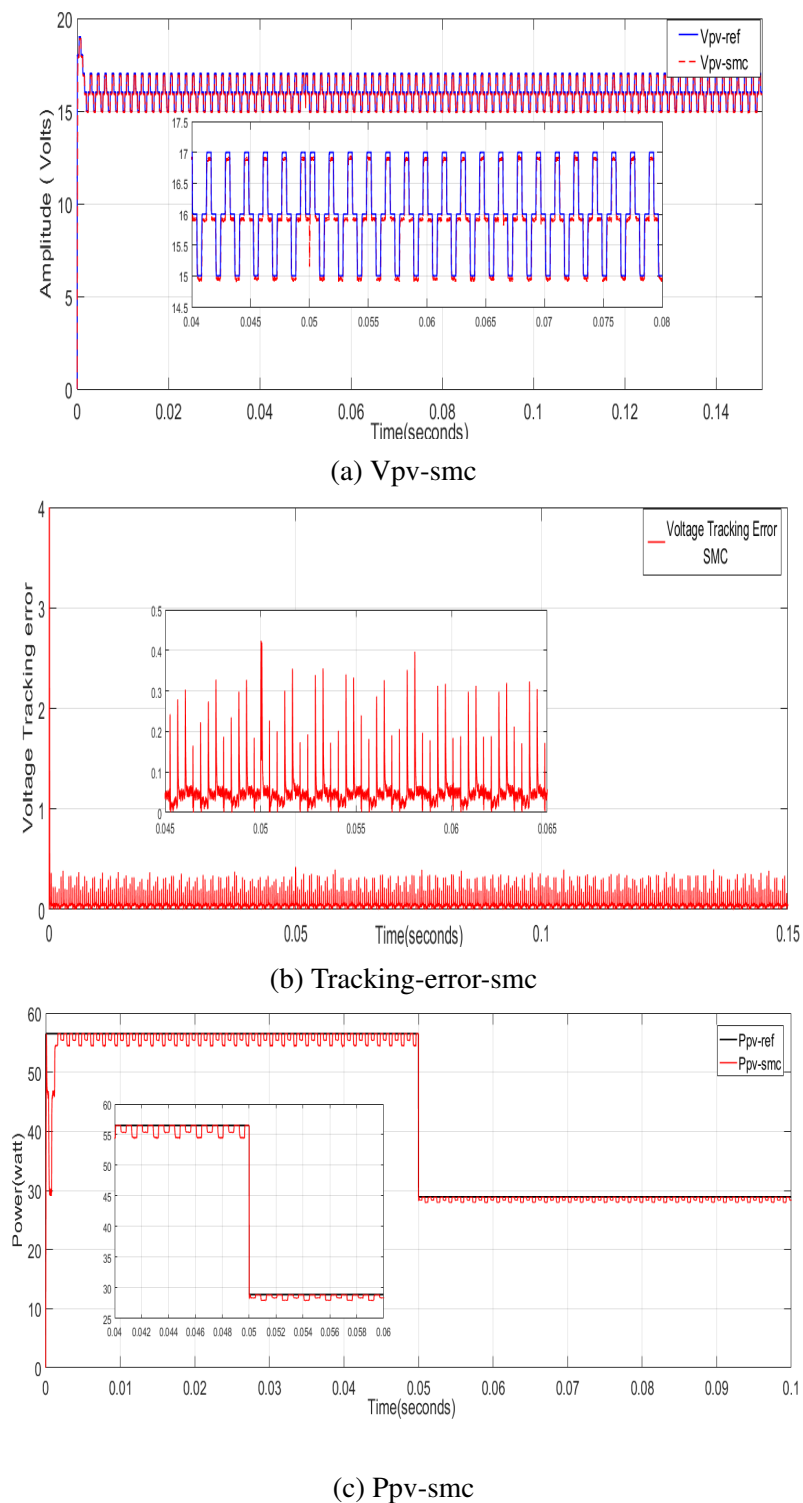 20
15
10
5
0
Amplitude ( Volts)
Vpv-ref
Vpv-smc
17.5
17
16.5
16
15.5
15
14.5
0.04 0.045 0.05 0.055 0.06 0.065 0.07 0.075 0.08
0 0.02 0.04 0.06 0.08 0.1 0.12 0.14
Time(seconds)
(a) Vpv-smc
4
3
2
1
0
Voltage Tracking error
Voltage Tracking Error
SMC
0.5
0.4
0.3
0.2
0.1
0
0.045 0.05 0.055 0.06 0.065
0 0.05 0.1 0.15
Time(seconds)
(b) Tracking-error-smc
60
50
40
30
20
10
0
Power(watt)
Ppv-ref
Ppv-smc
60
55
50
45
40
35
30
25
0.04 0.042 0.044 0.046 0.048 0.05 0.052 0.054 0.056 0.058 0.06
0 0.01 0.02 0.03 0.04 0.05 0.06 0.07 0.08 0.09 0.1
Time(seconds)
(c) Ppv-smc